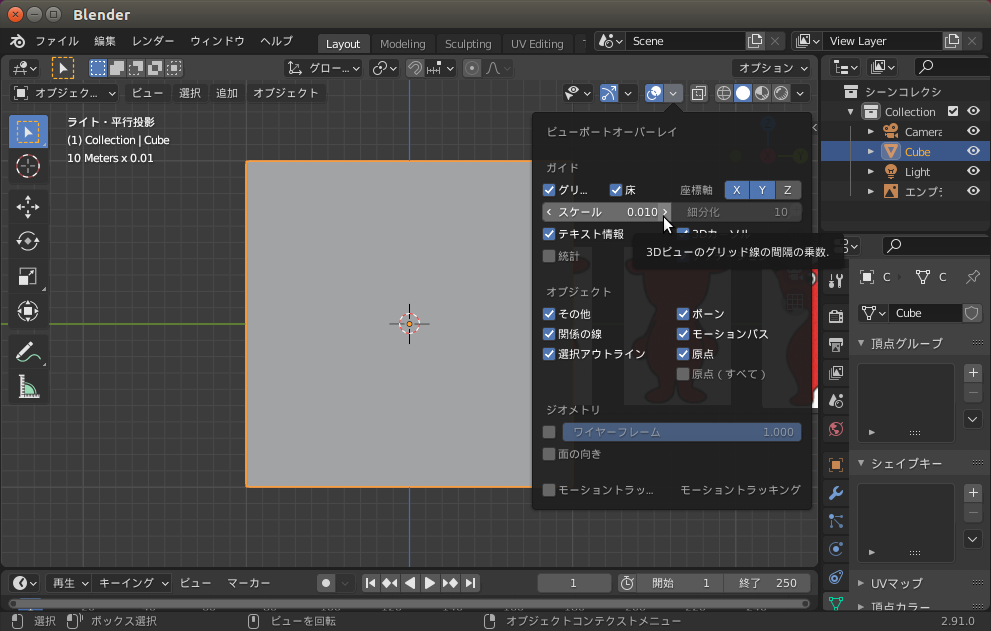 Blender
ファイル 編集 レンダー ウィンドウ ヘルプ Layout Modeling Sculpting UV Editing Scene View Layer
グロー... オプション
オブジェク... ビュー 選択 追加 オブジェクト
シーンコレクシ
Collection
Camera
Cube
Light
エンプ
ライト・平行投影
(1) Collection | Cube
10 Meters x 0.01
ビューポートオーバーレイ
ガイド
グリ... 床 座標軸 X Y Z
スケール 0.010 細分化 10
テキスト情報 3Dカーソル
統計
3Dビューのグリッド線の間隔の乗数.
オブジェクト
その他 ボーン
関係の線 モーションパス
選択アウトライン 原点
原点（すべて）
ジオメトリ
ワイヤーフレーム 1.000
面の向き
モーショントラッ... モーショントラッキング
C C
Cube
頂点グループ
シェイプキー
UVマップ
頂点カラー
再生 キーイング ビュー マーカー 1 開始 1 終了 250
選択 ボックス選択 ビューを回転 オブジェクトコンテクストメニュー 2.91.0